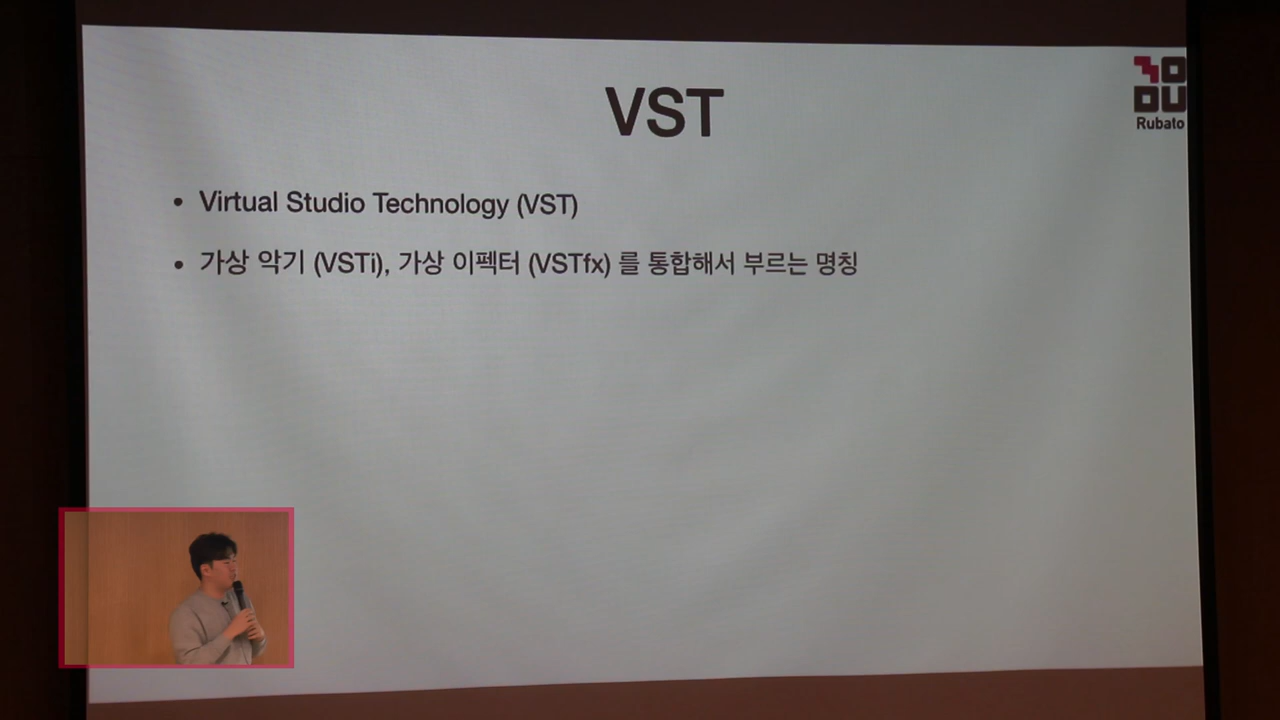 VST
Rubato
• Virtual Studio Technology (VST)
• 가상 악기 (VSTi), 가상 이펙터 (VSTfx) 를 통합해서 부르는 명칭